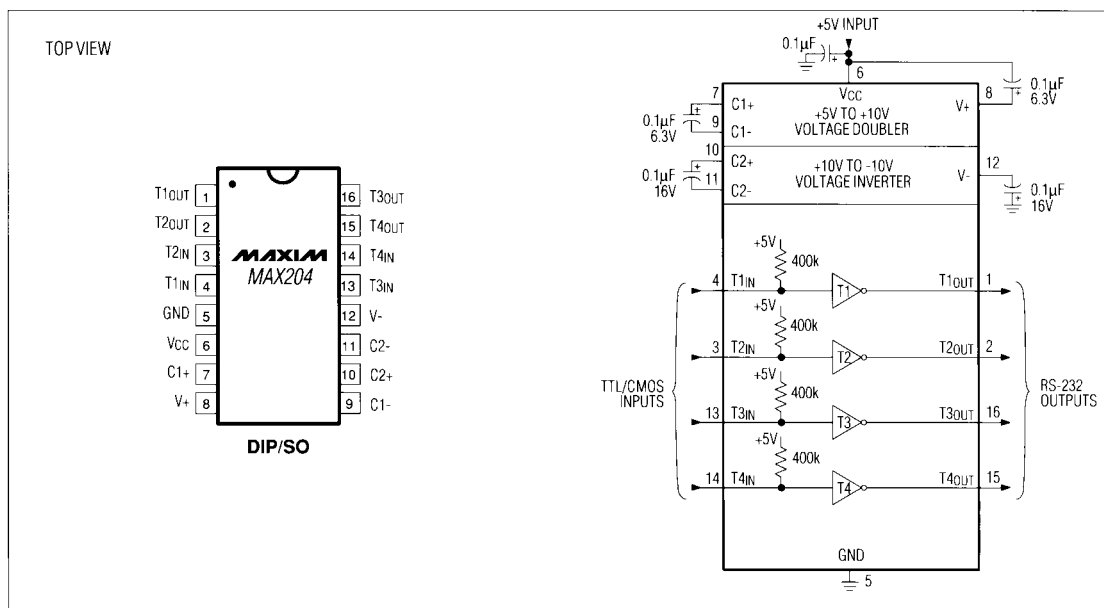 TOP VIEW
T1OUT 1
T2OUT 2
T2IN 3
T1IN 4
GND 5
VCC 6
C1+ 7
V+ 8
16 T3OUT
15 T4OUT
14 T4IN
13 T3IN
12 V-
11 C2-
10 C2+
9 C1-
MAXIM
MAX204
DIP/SO
+5V INPUT
0.1µF
6
0.1µF
6.3V
7 C1+
9 C1-
0.1µF
6.3V
VCC
+5V TO +10V
VOLTAGE DOUBLER
V+ 8
10 C2+
11 C2-
0.1µF
16V
+10V TO -10V
VOLTAGE INVERTER
V- 12
0.1µF
16V
+5V
400k
4 T1IN T1 T1OUT 1
+5V
400k
3 T2IN T2 T2OUT 2
TTL/CMOS
INPUTS
RS-232
OUTPUTS
+5V
400k
13 T3IN T3 T3OUT 16
+5V
400k
14 T4IN T4 T4OUT 15
GND
5